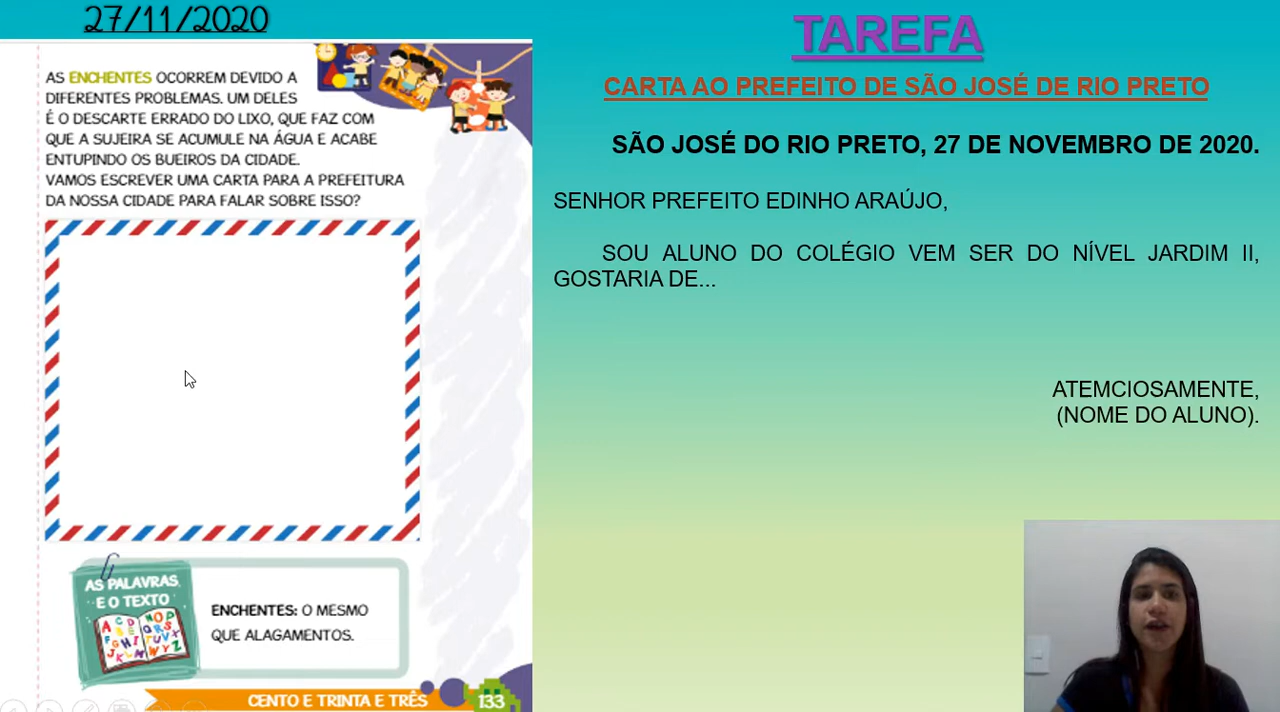 27/11/2020
AS ENCHENTES OCORREM DEVIDO A
DIFERENTES PROBLEMAS. UM DELES
É O DESCARTE ERRADO DO LIXO, QUE FAZ COM
QUE A SUJEIRA SE ACUMULE NA ÁGUA E ACABE
ENTUPINDO OS BUEIROS DA CIDADE.
VAMOS ESCREVER UMA CARTA PARA A PREFEITURA
DA NOSSA CIDADE PARA FALAR SOBRE ISSO?
AS PALAVRAS
E O TEXTO
ENCHENTES: O MESMO
QUE ALAGAMENTOS.
CENTO E TRINTA E TRÊS 133
TAREFA
CARTA AO PREFEITO DE SÃO JOSÉ DE RIO PRETO
SÃO JOSÉ DO RIO PRETO, 27 DE NOVEMBRO DE 2020.
SENHOR PREFEITO EDINHO ARAÚJO,
SOU ALUNO DO COLÉGIO VEM SER DO NÍVEL JARDIM II,
GOSTARIA DE...
ATEMCIOSAMENTE,
(NOME DO ALUNO).